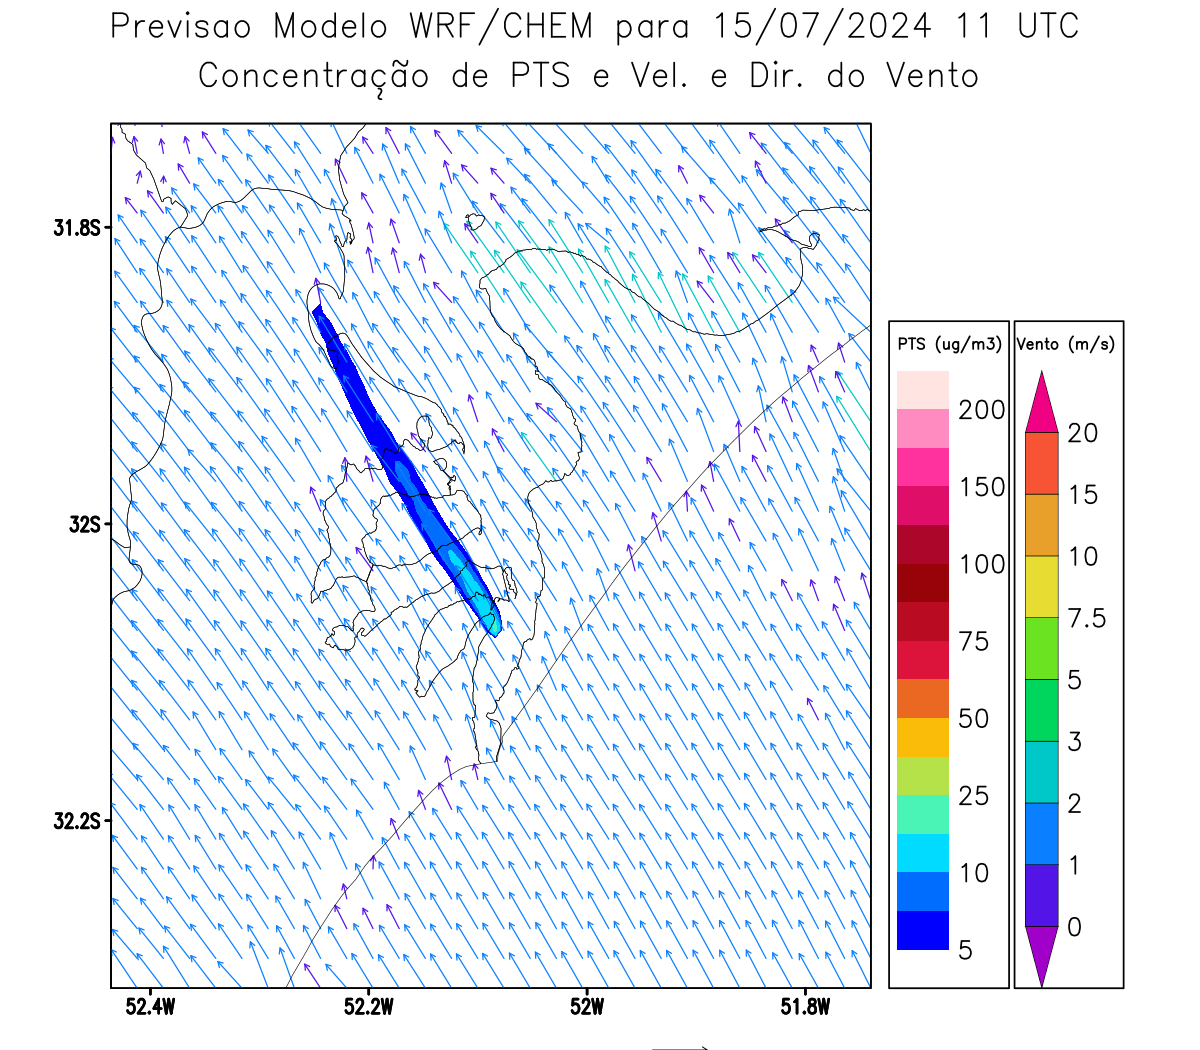 Previsao Modelo WRF/CHEM para 15/07/2024 11 UTC
Concentração de PTS e Vel. e Dir. do Vento
31.8S
32S
32.2S
52.4W
52.2W
52W
51.8W
PTS (ug/m3)
200
150
100
75
50
25
10
5
Vento (m/s)
20
15
10
7.5
5
3
2
1
0